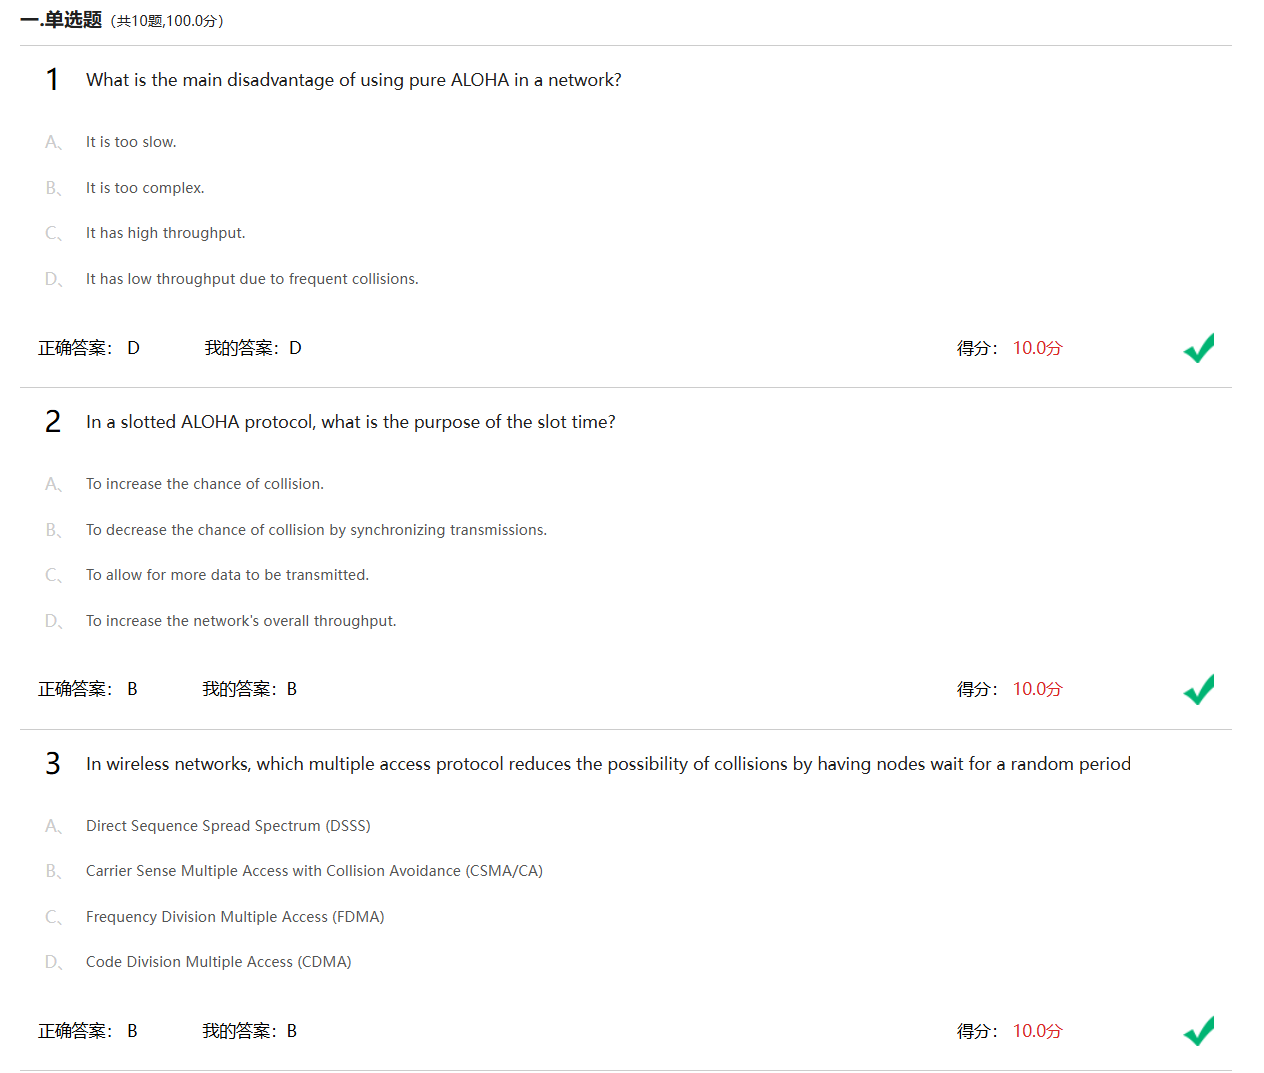 一.单选题（共10题,100.0分）
1 What is the main disadvantage of using pure ALOHA in a network?
A、 It is too slow.
B、 It is too complex.
C、 It has high throughput.
D、 It has low throughput due to frequent collisions.
正确答案： D 我的答案：D 得分： 10.0分
2 In a slotted ALOHA protocol, what is the purpose of the slot time?
A、 To increase the chance of collision.
B、 To decrease the chance of collision by synchronizing transmissions.
C、 To allow for more data to be transmitted.
D、 To increase the network's overall throughput.
正确答案： B 我的答案：B 得分： 10.0分
3 In wireless networks, which multiple access protocol reduces the possibility of collisions by having nodes wait for a random period
A、 Direct Sequence Spread Spectrum (DSSS)
B、 Carrier Sense Multiple Access with Collision Avoidance (CSMA/CA)
C、 Frequency Division Multiple Access (FDMA)
D、 Code Division Multiple Access (CDMA)
正确答案： B 我的答案：B 得分： 10.0分